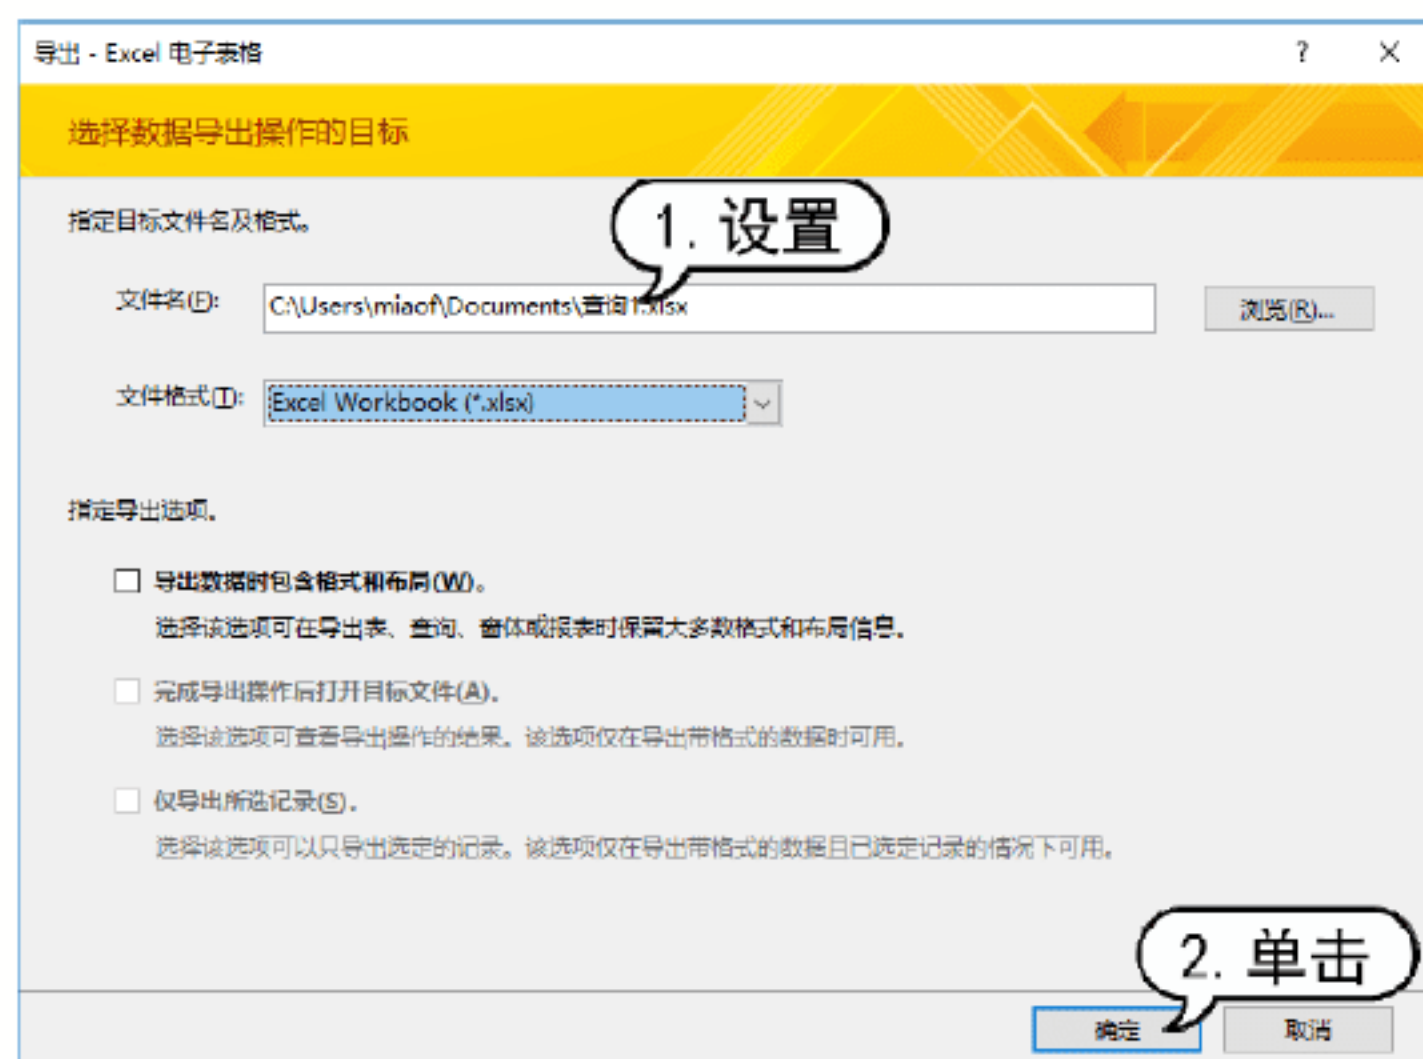 导出 - Excel 电子表格
? ×
选择数据导出操作的目标
指定目标文件名及格式。
1. 设置
文件名(F): C:\Users\miaof\Documents\查询1.xlsx 浏览(R)...
文件格式(T): Excel Workbook (*.xlsx)
指定导出选项。
导出数据时包含格式和布局(W)。
选择该选项可在导出表、查询、窗体或报表时保留大多数格式和布局信息。
完成导出操作后打开目标文件(A)。
选择该选项可查看导出操作的结果。该选项仅在导出带格式的数据时可用。
仅导出所选记录(S)。
选择该选项可以只导出选定的记录。该选项仅在导出带格式的数据且已选定记录的情况下可用。
2. 单击
确定 取消